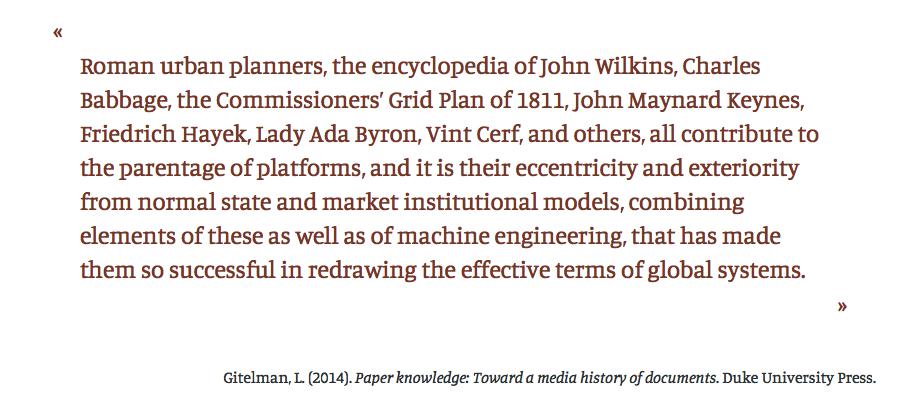 «
Roman urban planners, the encyclopedia of John Wilkins, Charles
Babbage, the Commissioners’ Grid Plan of 1811, John Maynard Keynes,
Friedrich Hayek, Lady Ada Byron, Vint Cerf, and others, all contribute to
the parentage of platforms, and it is their eccentricity and exteriority
from normal state and market institutional models, combining
elements of these as well as of machine engineering, that has made
them so successful in redrawing the effective terms of global systems.
»
Gitelman, L. (2014). Paper knowledge: Toward a media history of documents. Duke University Press.